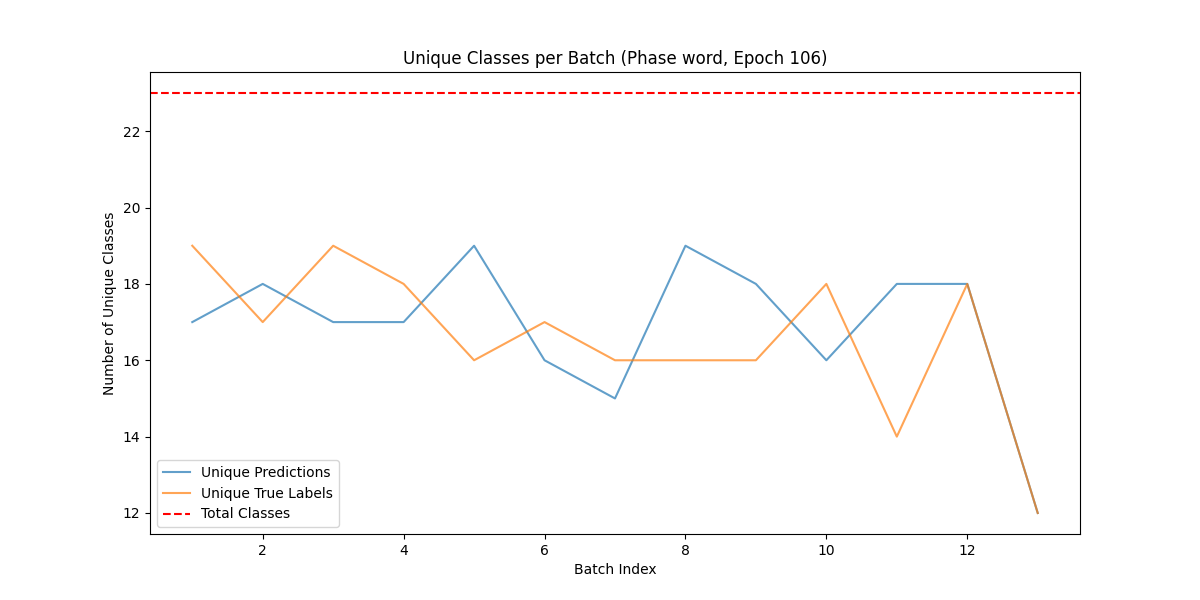 Unique Classes per Batch (Phase word, Epoch 106)
Number of Unique Classes
22
20
18
16
14
12
Unique Predictions
Unique True Labels
Total Classes
2 4 6 8 10 12
Batch Index